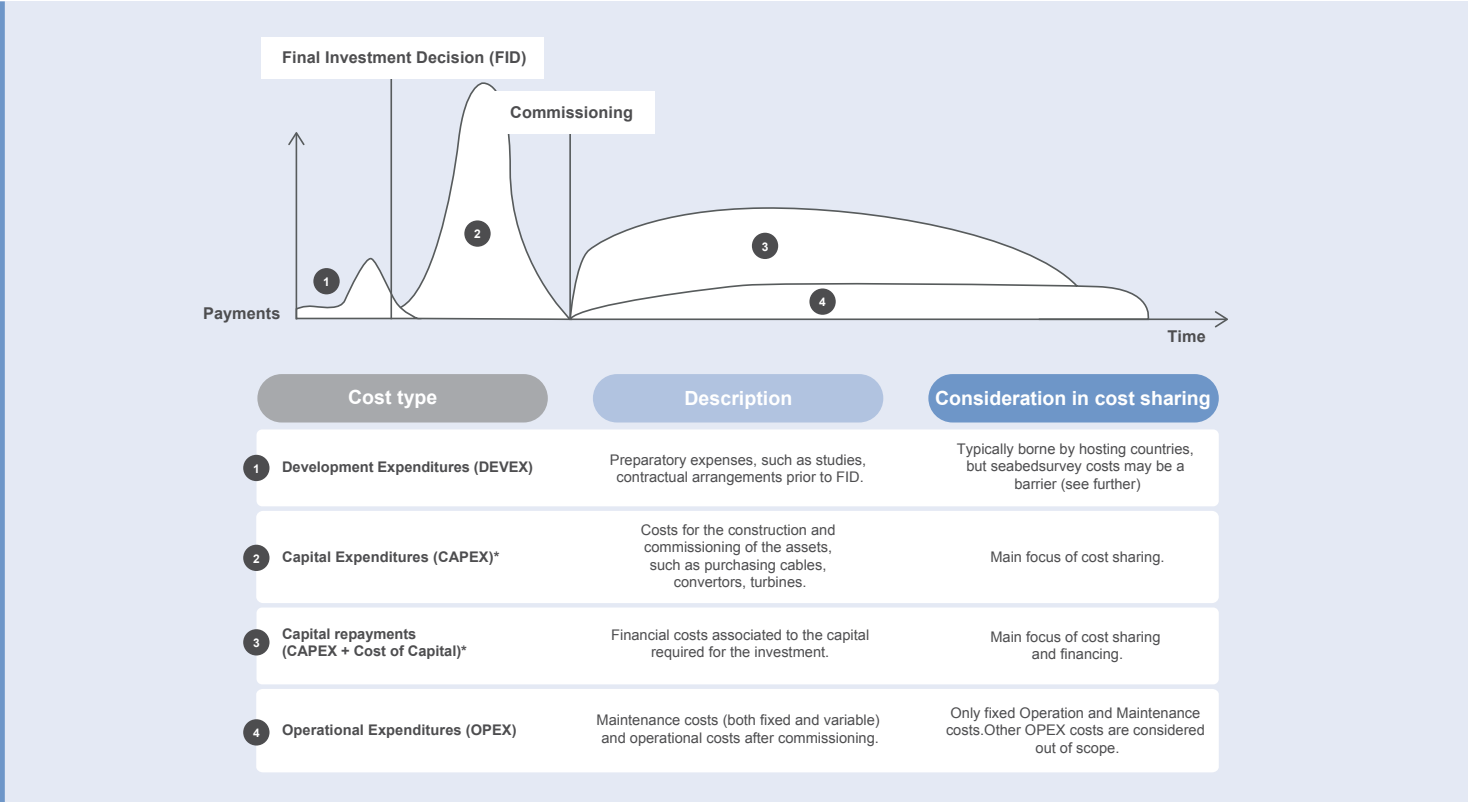 Final Investment Decision (FID)
Commissioning
1
2
3
4
Payments
Time
Cost type
Description
Consideration in cost sharing
1
Development Expenditures (DEVEX)
Preparatory expenses, such as studies,
contractual arrangements prior to FID.
Typically borne by hosting countries,
but seabedsurvey costs may be a
barrier (see further)
2
Capital Expenditures (CAPEX)*
Costs for the construction and
commissioning of the assets,
such as purchasing cables,
convertors, turbines.
Main focus of cost sharing.
3
Capital repayments
(CAPEX + Cost of Capital)*
Financial costs associated to the capital
required for the investment.
Main focus of cost sharing
and financing.
4
Operational Expenditures (OPEX)
Maintenance costs (both fixed and variable)
and operational costs after commissioning.
Only fixed Operation and Maintenance
costs.Other OPEX costs are considered
out of scope.